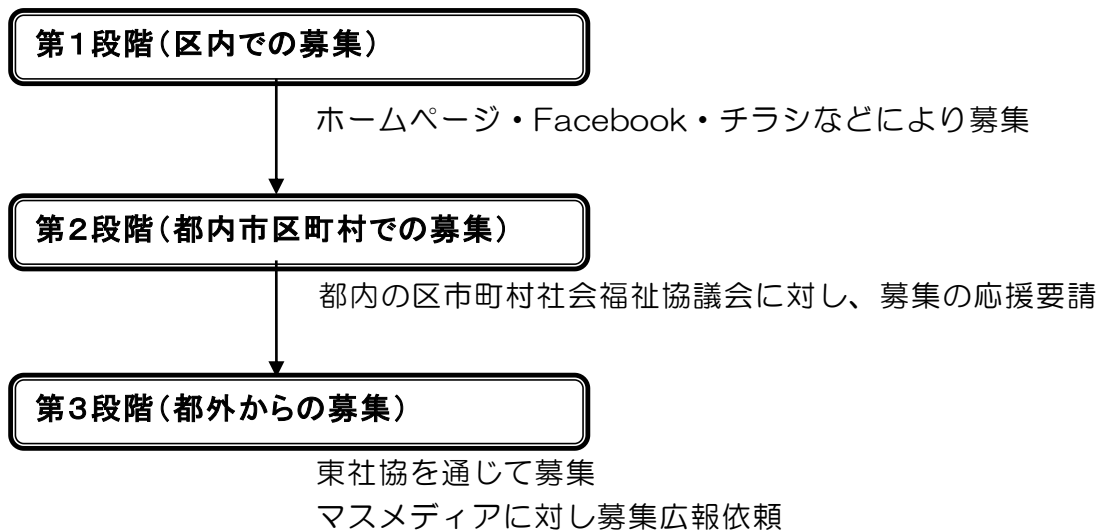 第１段階（区内での募集）
ホームページ・Facebook・チラシなどにより募集
第２段階（都内市区町村での募集）
都内の区市町村社会福祉協議会に対し、募集の応援要請
第３段階（都外からの募集）
東社協を通じて募集
マスメディアに対し募集広報依頼